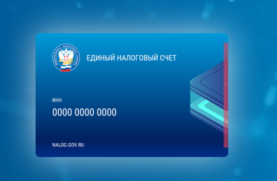 ЕДИНЫЙ НАЛОГОВЫЙ СЧЕТ
0000 0000 0000
NALOG.GOV.RU